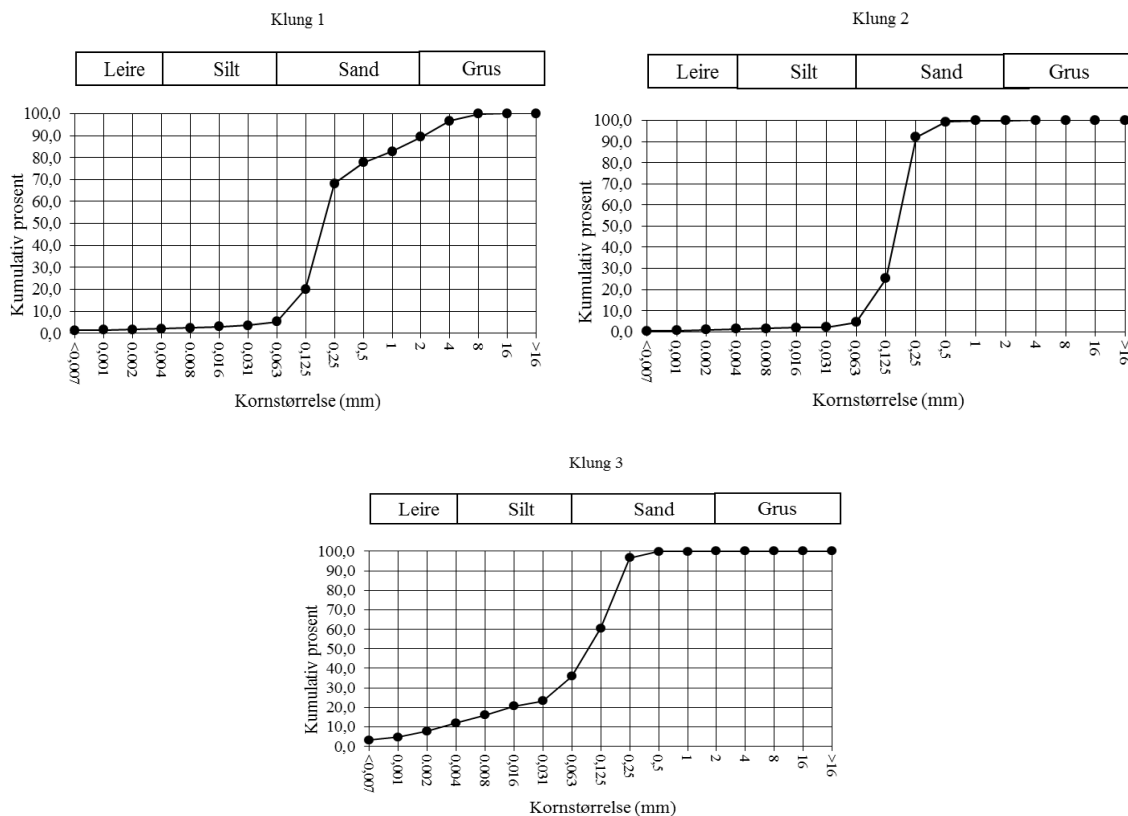 Klung 1
Leire Silt Sand Grus
100,0
90,0
80,0
70,0
60,0
50,0
40,0
30,0
20,0
10,0
0,0
Kumulativ prosent
<0,007 0,001 0,002 0,004 0,008 0,016 0,031 0,063 0,125 0,25 0,5 1 2 4 8 16 >16
Kornstørrelse (mm)
Klung 2
Leire Silt Sand Grus
100,0
90,0
80,0
70,0
60,0
50,0
40,0
30,0
20,0
10,0
0,0
Kumulativ prosent
<0,007 0,001 0,002 0,004 0,008 0,016 0,031 0,063 0,125 0,25 0,5 1 2 4 8 16 >16
Kornstørrelse (mm)
Klung 3
Leire Silt Sand Grus
100,0
90,0
80,0
70,0
60,0
50,0
40,0
30,0
20,0
10,0
0,0
Kumulativ prosent
<0,007 0,001 0.002 0,004 0,008 0,016 0,031 0,063 0,125 0,25 0,5 1 2 4 8 16 >16
Kornstørrelse (mm)